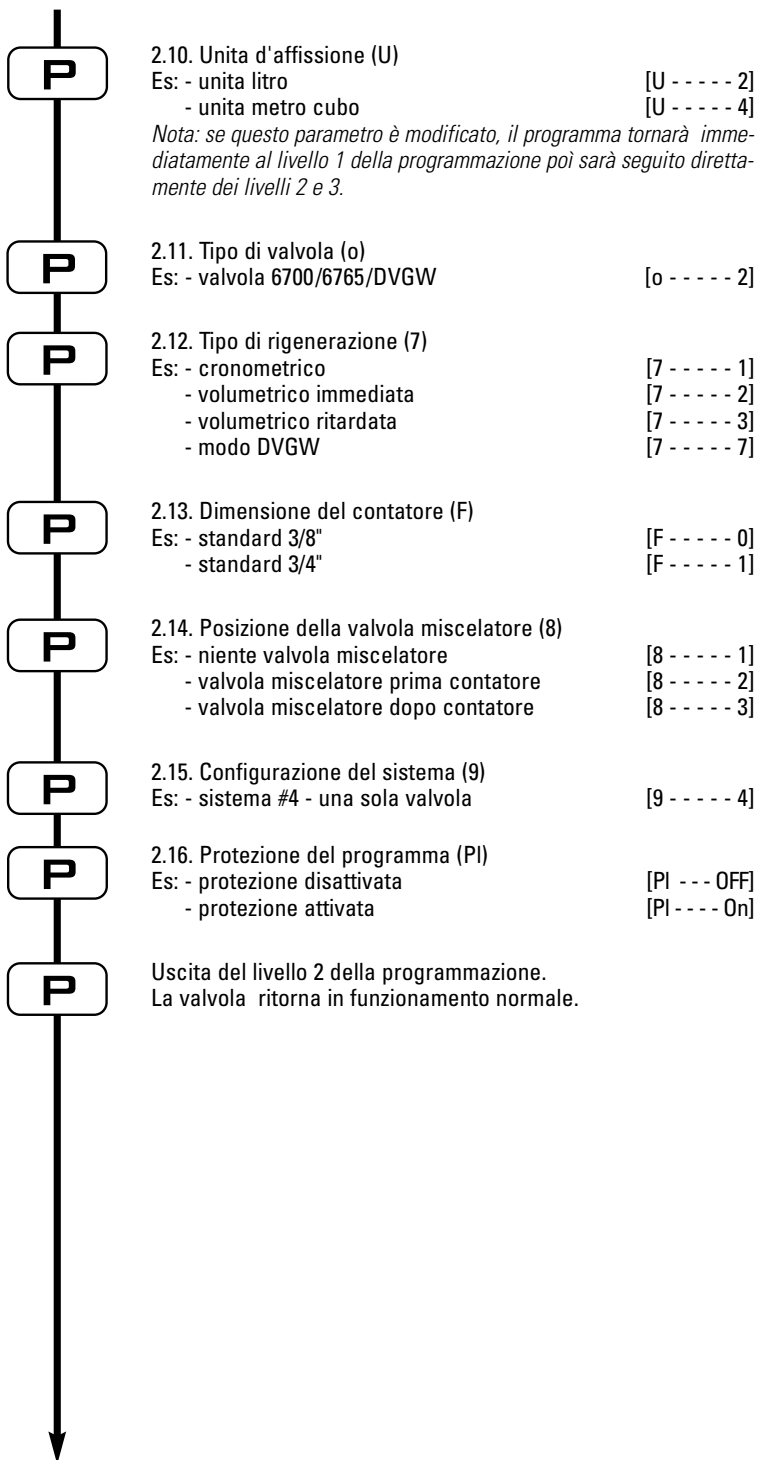 P
2.10. Unita d'affissione (U)
Es: - unita litro [U - - - - - 2]
- unita metro cubo [U - - - - - 4]
Nota: se questo parametro è modificato, il programma tornarà imme-
diatamente al livello 1 della programmazione poì sarà seguito diretta-
mente dei livelli 2 e 3.
P
2.11. Tipo di valvola (o)
Es: - valvola 6700/6765/DVGW [o - - - - - 2]
P
2.12. Tipo di rigenerazione (7)
Es: - cronometrico [7 - - - - - 1]
- volumetrico immediata [7 - - - - - 2]
- volumetrico ritardata [7 - - - - - 3]
- modo DVGW [7 - - - - - 7]
P
2.13. Dimensione del contatore (F)
Es: - standard 3/8" [F - - - - - 0]
- standard 3/4" [F - - - - - 1]
P
2.14. Posizione della valvola miscelatore (8)
Es: - niente valvola miscelatore [8 - - - - - 1]
- valvola miscelatore prima contatore [8 - - - - - 2]
- valvola miscelatore dopo contatore [8 - - - - - 3]
P
2.15. Configurazione del sistema (9)
Es: - sistema #4 - una sola valvola [9 - - - - - 4]
P
2.16. Protezione del programma (PI)
Es: - protezione disattivata [PI - - - OFF]
- protezione attivata [PI - - - - On]
P
Uscita del livello 2 della programmazione.
La valvola ritorna in funzionamento normale.